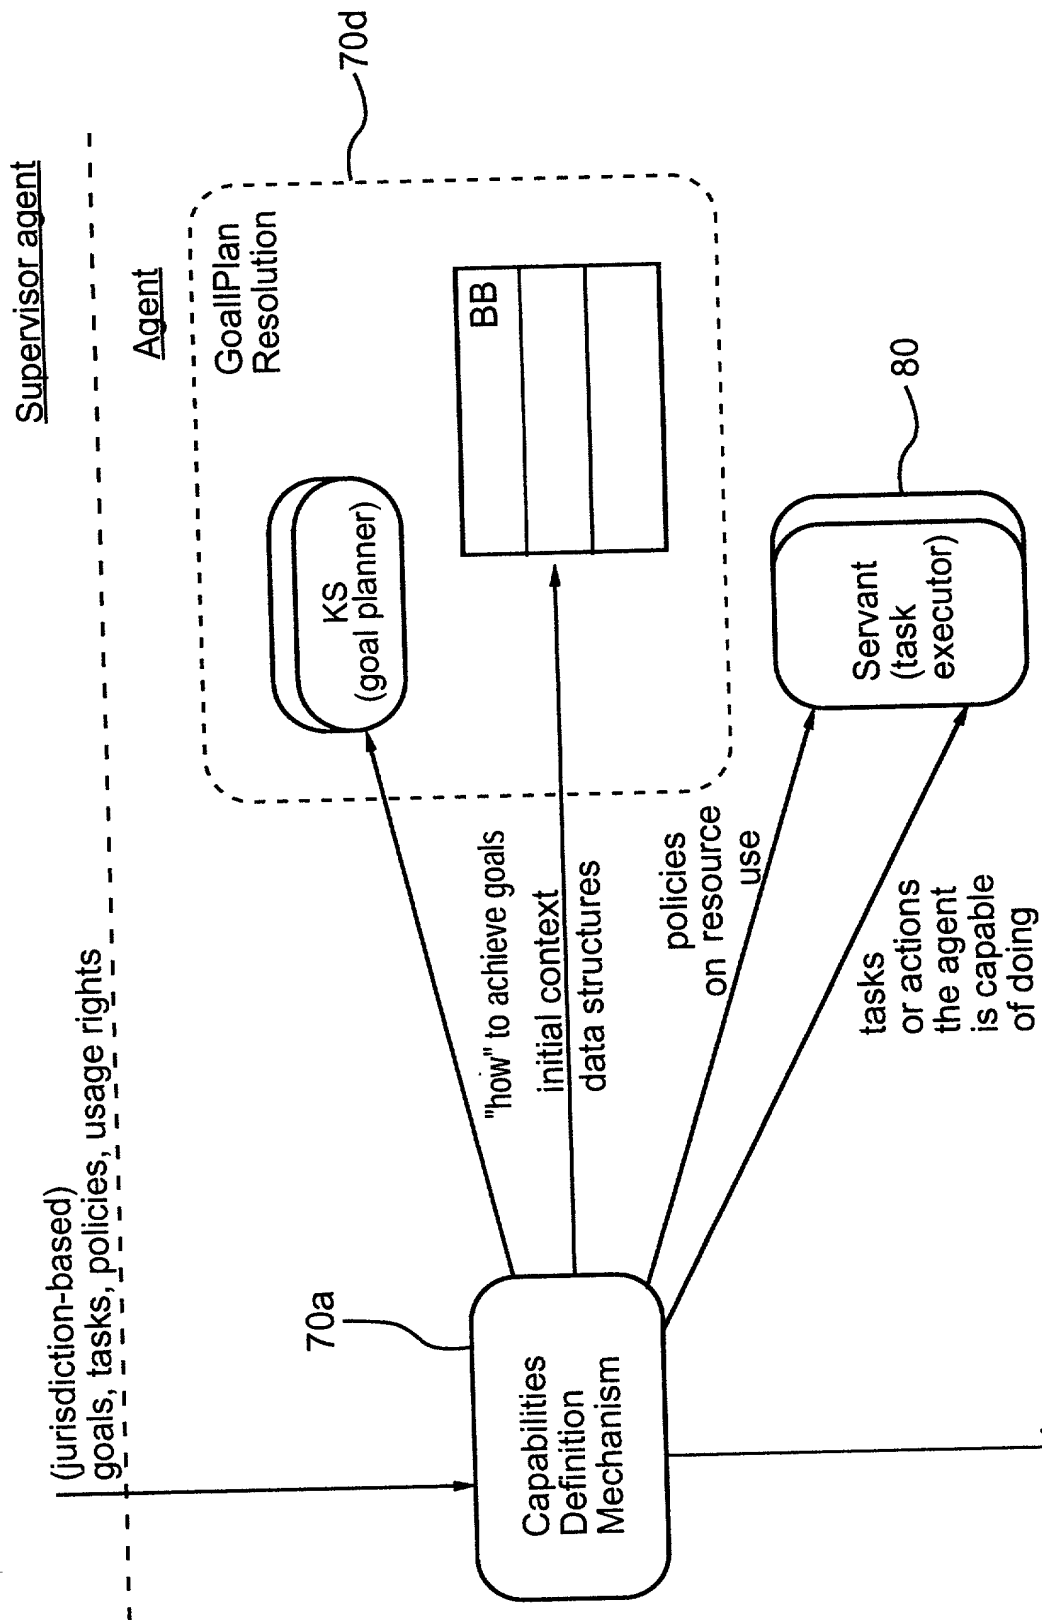 Supervisor agent
(jurisdiction-based)
goals, tasks, policies, usage rights
Agent
70d
GoallPlan
Resolution
KS
(goal planner)
BB
70a
Capabilities
Definition
Mechanism
"how" to achieve goals
initial context
data structures
policies
on resource
use
tasks
or actions
the agent
is capable
of doing
Servant
(task
executor)
80